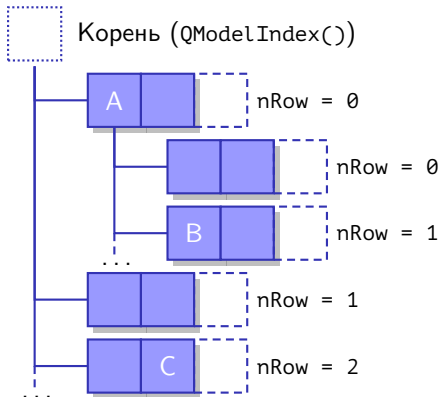 Корень (QModelIndex())
A nRow = 0
nRow = 0
B nRow = 1
...
nRow = 1
C nRow = 2
...